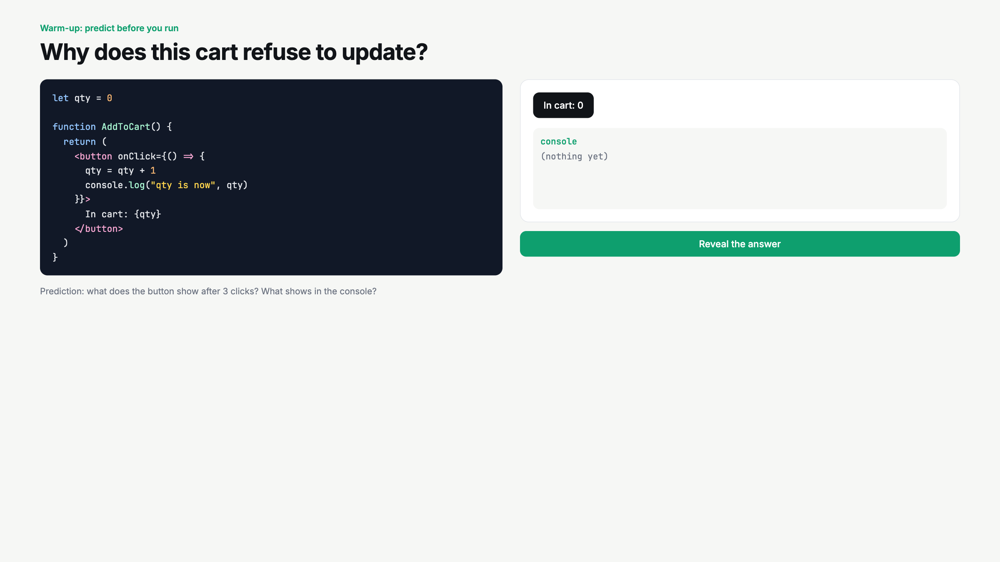 Warm-up: predict before you run
Why does this cart refuse to update?
let qty = 0
function AddToCart() {
  return (
    <button onClick={() => {
      qty = qty + 1
      console.log("qty is now", qty)
    }}>
      In cart: {qty}
    </button>
  )
}
Prediction: what does the button show after 3 clicks? What shows in the console?
In cart: 0
console
(nothing yet)
Reveal the answer